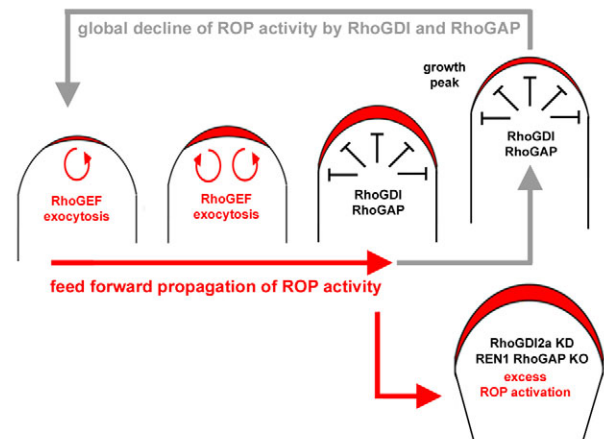 global decline of ROP activity by RhoGDI and RhoGAP
growth
peak
RhoGDI
RhoGAP
RhoGEF
exocytosis
RhoGEF
exocytosis
RhoGDI
RhoGAP
feed forward propagation of ROP activity
RhoGDI2a KD
REN1 RhoGAP KO
excess
ROP activation